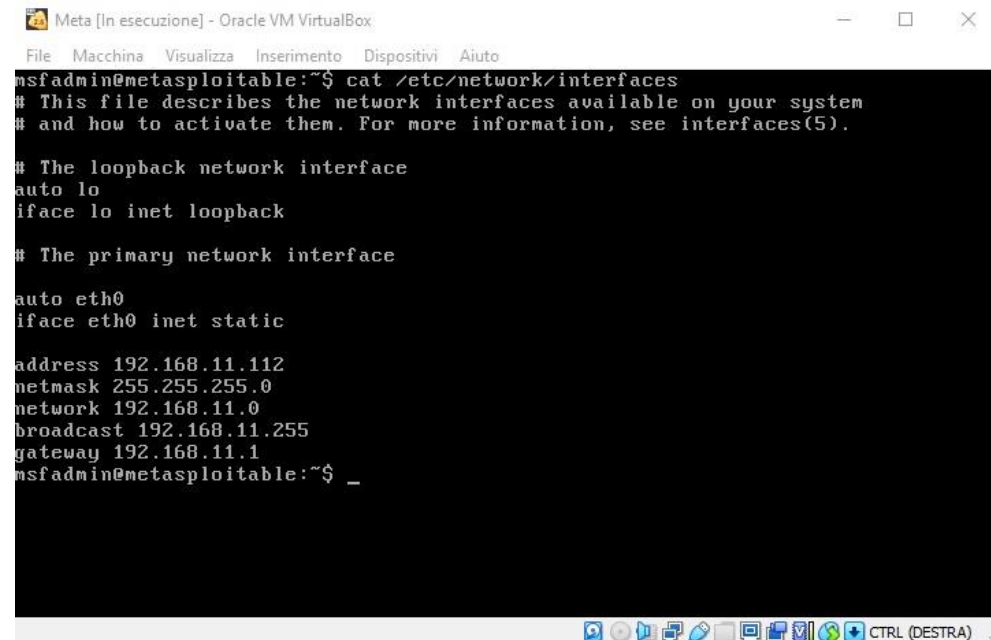 Meta [In esecuzione] - Oracle VM VirtualBox
File Macchina Visualizza Inserimento Dispositivi Aiuto
msfadmin@metasploitable:~$ cat /etc/network/interfaces
# This file describes the network interfaces available on your system
# and how to activate them. For more information, see interfaces(5).
# The loopback network interface
auto lo
iface lo inet loopback
# The primary network interface
auto eth0
iface eth0 inet static
address 192.168.11.112
netmask 255.255.255.0
network 192.168.11.0
broadcast 192.168.11.255
gateway 192.168.11.1
msfadmin@metasploitable:~$ _
CTRL (DESTRA)